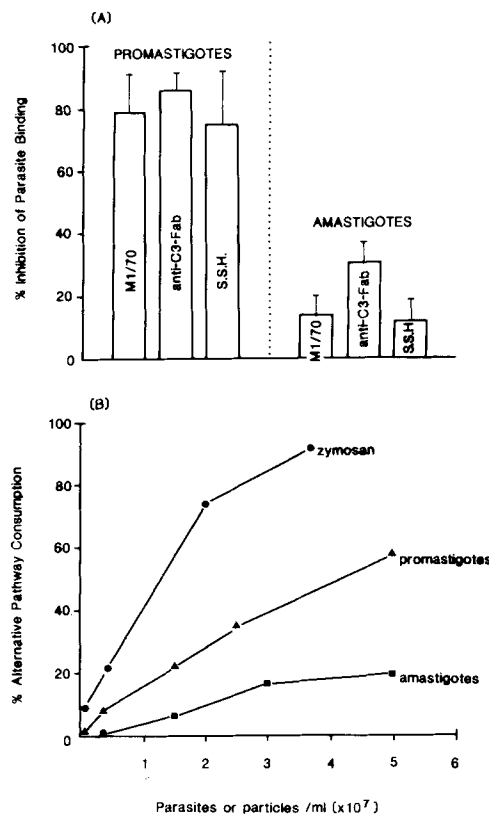 (A)
PROMASTIGOTES
100
80
60
40
20
0
% Inhibition of Parasite Binding
M1/70
anti-C3-Fab
S.S.H.
AMASTIGOTES
M1/70
anti-C3-Fab
S.S.H.
(B)
100
80
60
40
20
0
% Alternative Pathway Consumption
zymosan
promastigotes
amastigotes
1 2 3 4 5 6
Parasites or particles /ml (x10⁷)